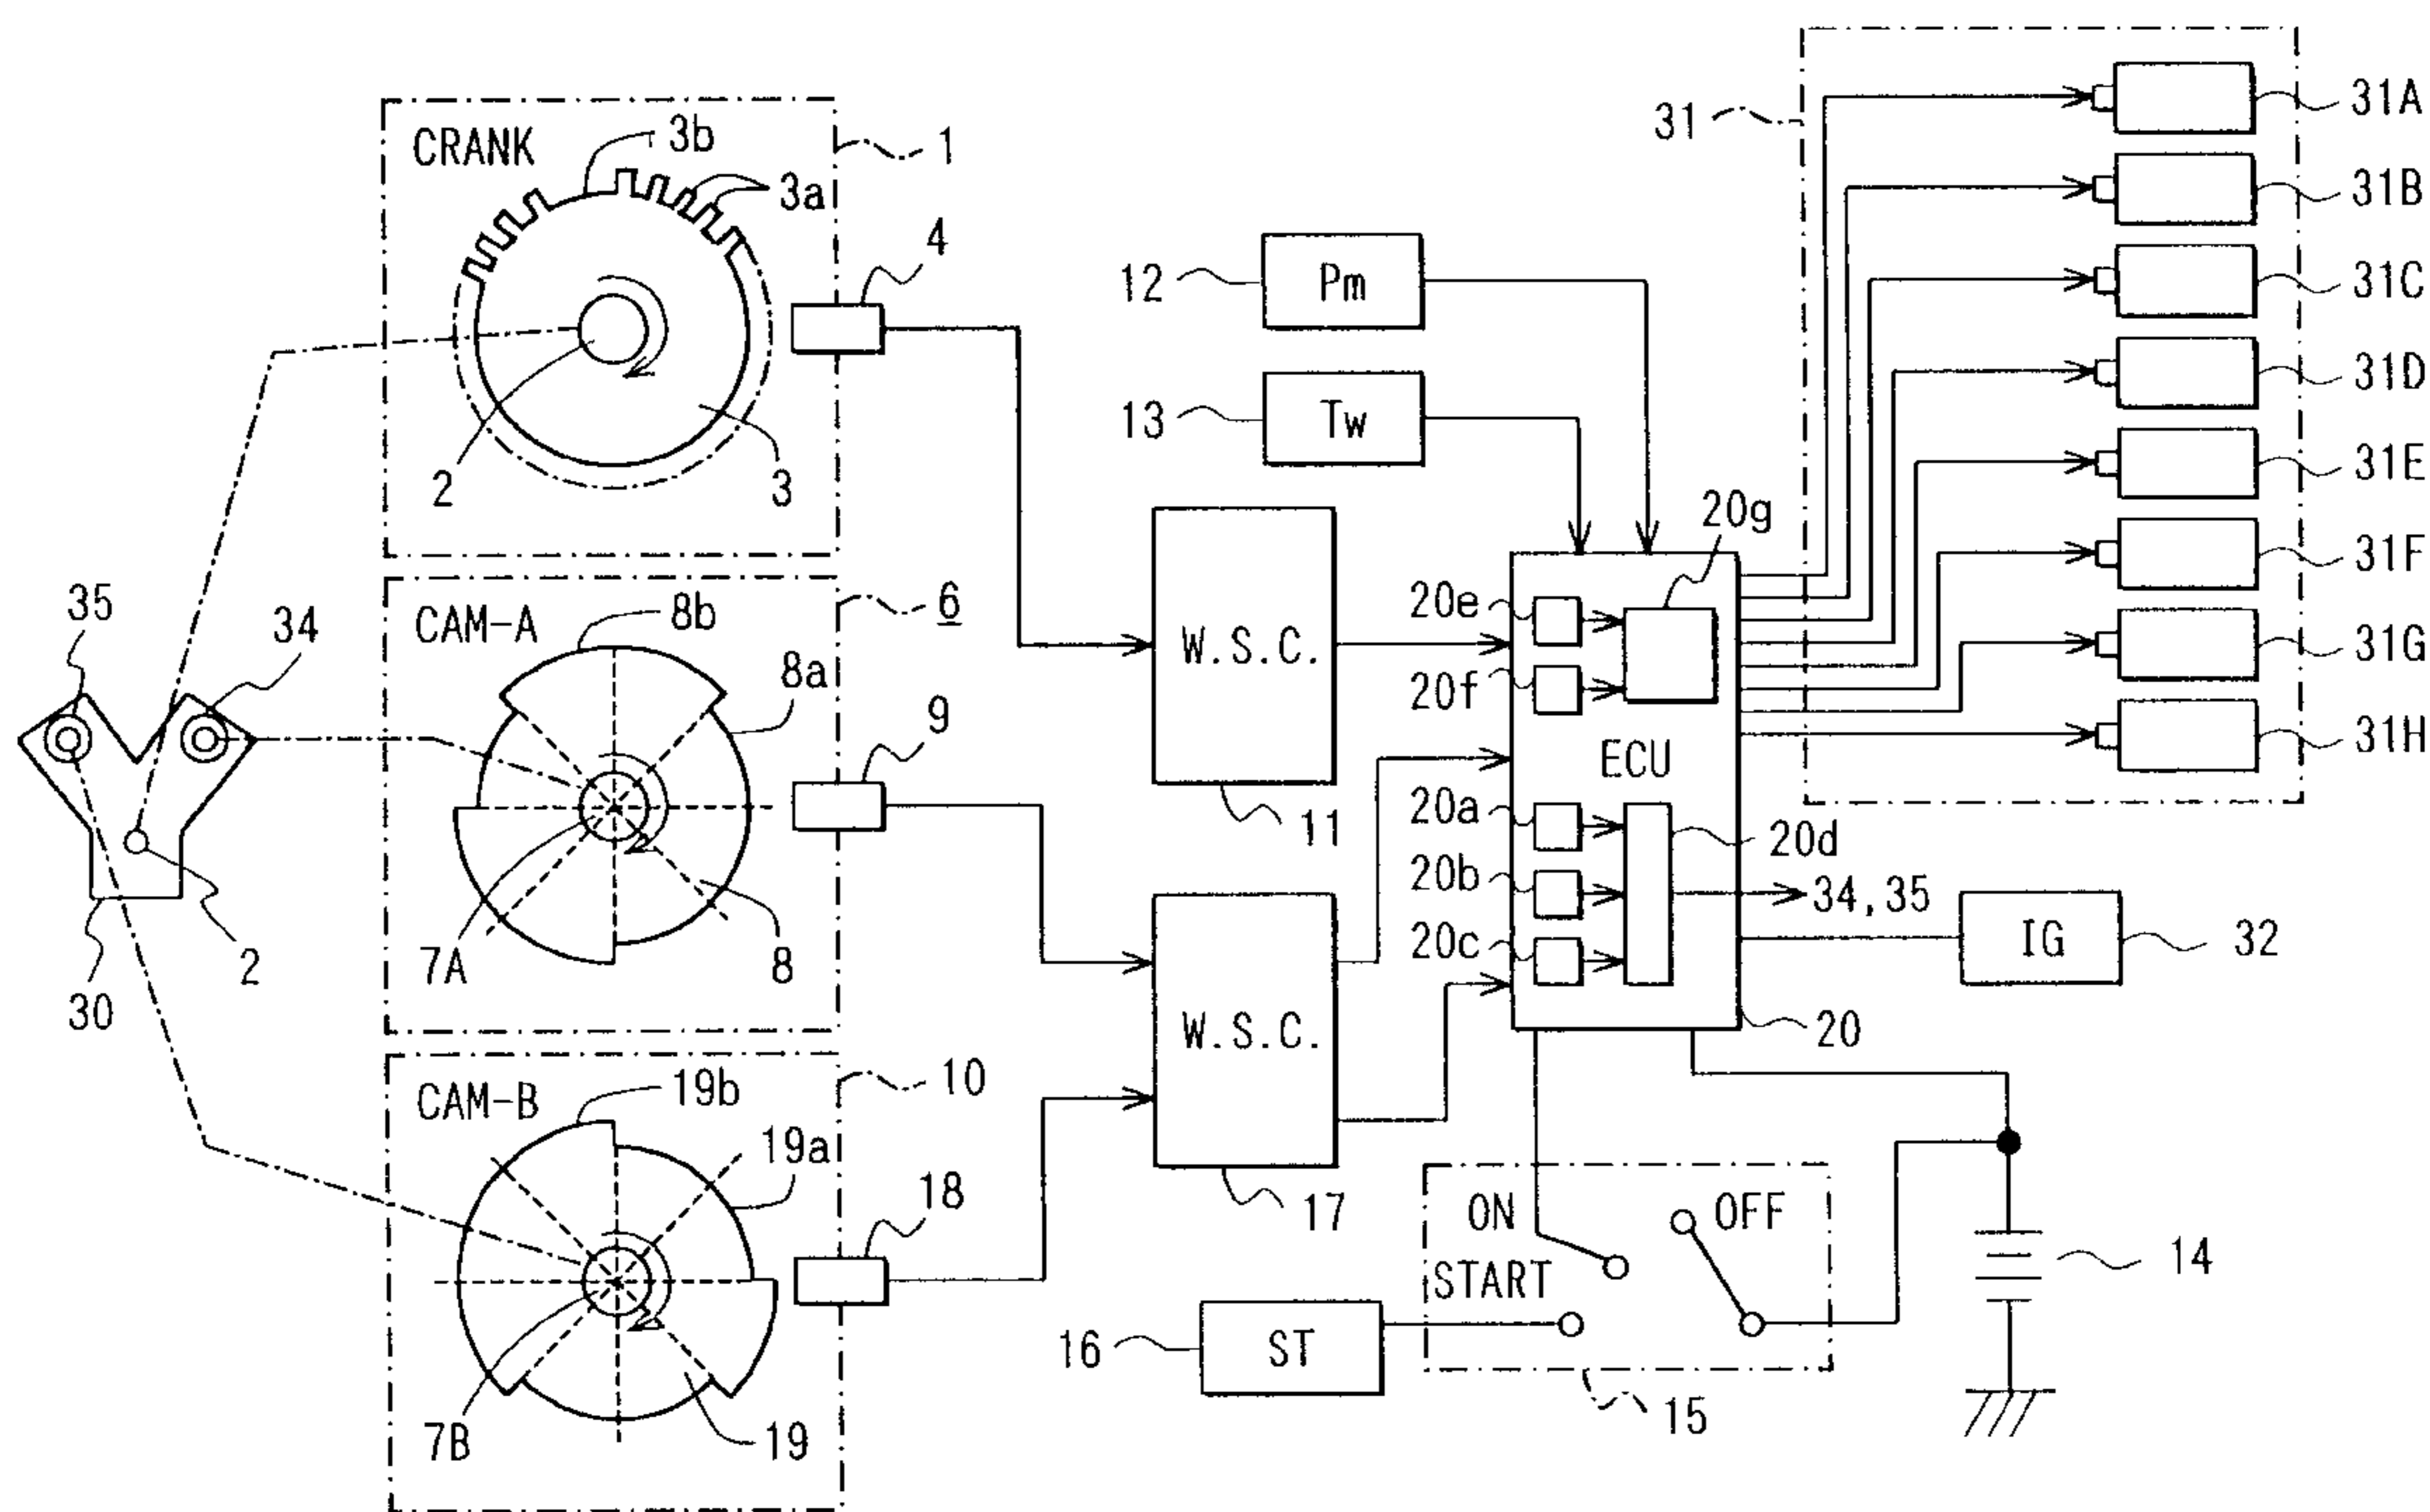 CRANK
3b
1
3a
4
2
3
CAM-A
6
8b
8a
9
7A
8
35
34
2
30
CAM-B
10
19b
19a
18
7B
19
12
Pm
13
Tw
W.S.C.
11
W.S.C.
17
20g
20e
20f
ECU
20a
20b
20c
20d
34,35
20
IG
32
31
31A
31B
31C
31D
31E
31F
31G
31H
ON
OFF
START
16
ST
15
14